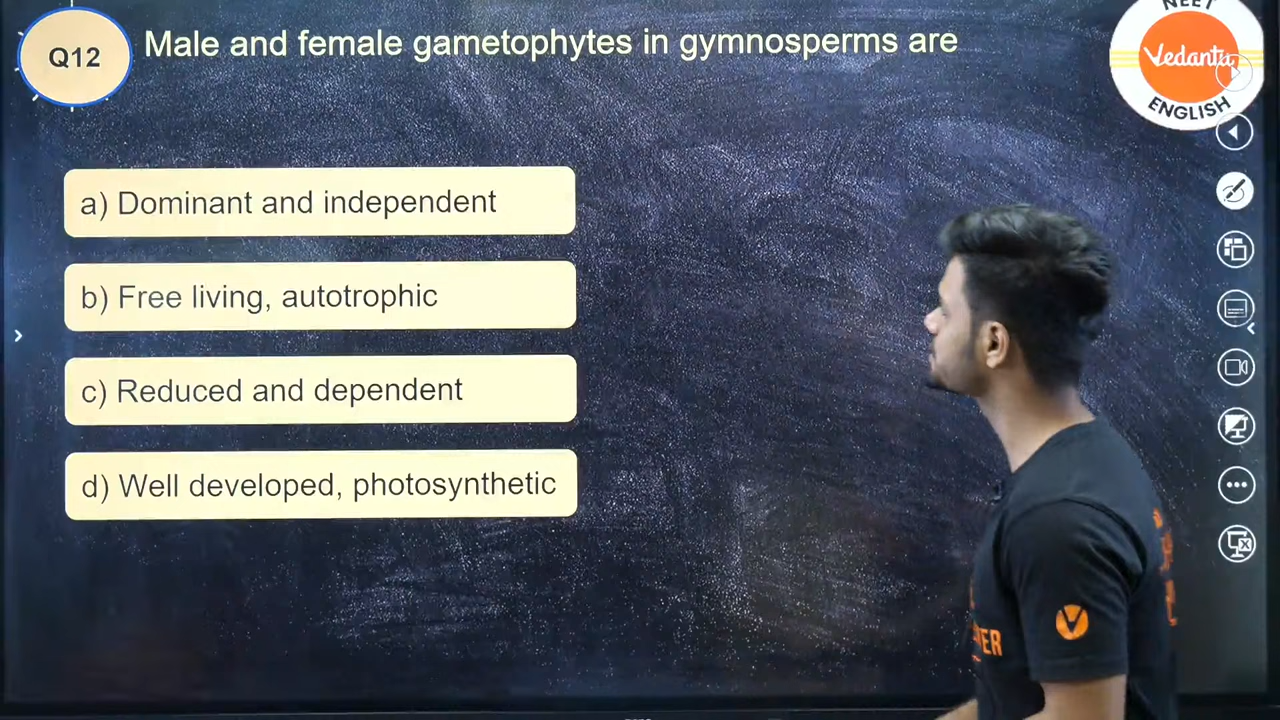 NEET
Vedantu
ENGLISH
Q12
Male and female gametophytes in gymnosperms are
a) Dominant and independent
b) Free living, autotrophic
c) Reduced and dependent
d) Well developed, photosynthetic